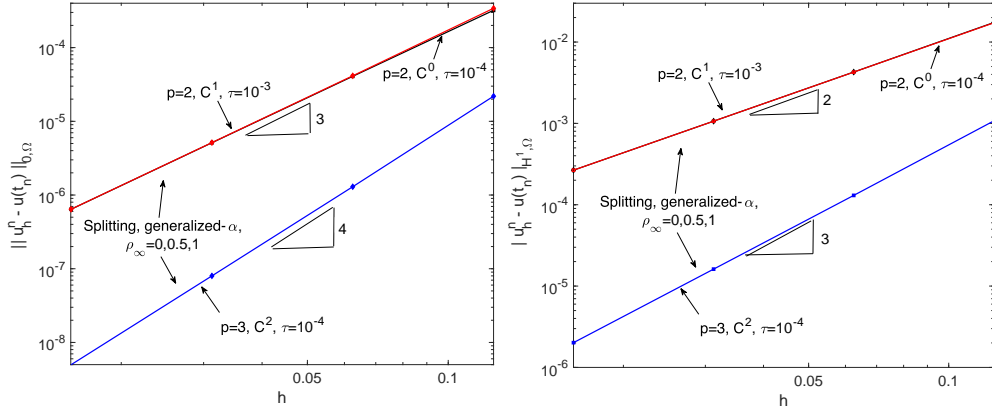 10^-4
10^-5
10^-6
10^-7
10^-8
|| u_h^n - u(t_n) ||_0,Ω
p=2, C^0, τ=10^-4
p=2, C^1, τ=10^-3
3
Splitting, generalized-α,
ρ_∞=0,0.5,1
4
p=3, C^2, τ=10^-4
0.05
0.1
h
10^-2
10^-3
10^-4
10^-5
10^-6
| u_h^n - u(t_n) |_H^1,Ω
p=2, C^1, τ=10^-3
p=2, C^0, τ=10^-4
2
Splitting, generalized-α,
ρ_∞=0,0.5,1
3
p=3, C^2, τ=10^-4
0.05
0.1
h